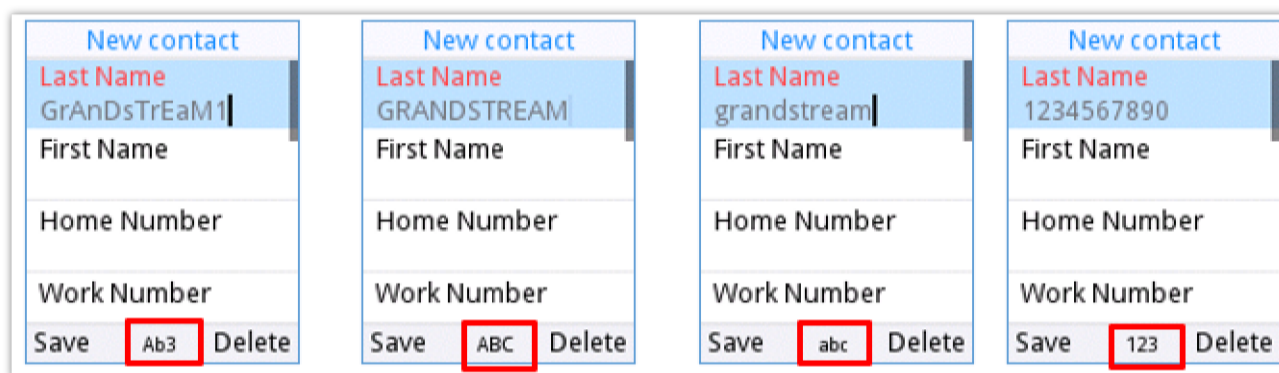 New contact
Last Name
GrAnDsTrEaM1
First Name
Home Number
Work Number
Save Ab3 Delete
New contact
Last Name
GRANDSTREAM
First Name
Home Number
Work Number
Save ABC Delete
New contact
Last Name
grandstream
First Name
Home Number
Work Number
Save abc Delete
New contact
Last Name
1234567890
First Name
Home Number
Work Number
Save 123 Delete